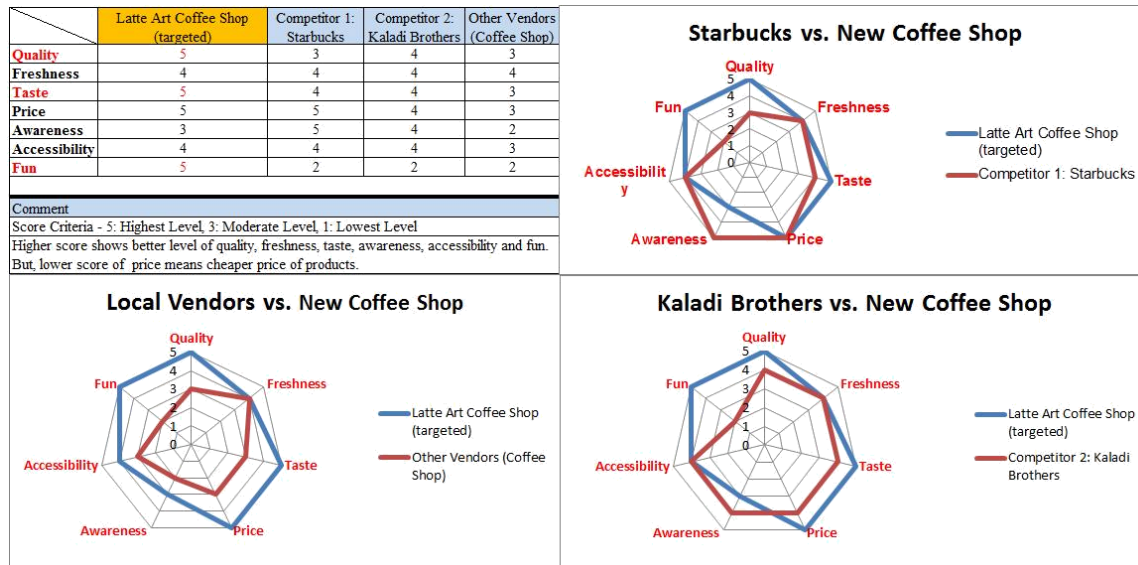 Latte Art Coffee Shop (targeted) Competitor 1: Starbucks Competitor 2: Kaladi Brothers Other Vendors (Coffee Shop)
Quality 5 3 4 3
Freshness 4 4 4 4
Taste 5 4 4 3
Price 5 5 4 3
Awareness 3 5 4 2
Accessibility 4 4 4 3
Fun 5 2 2 2
Comment
Score Criteria - 5: Highest Level, 3: Moderate Level, 1: Lowest Level
Higher score shows better level of quality, freshness, taste, awareness, accessibility and fun.
But, lower score of price means cheaper price of products.
Starbucks vs. New Coffee Shop
Quality
5
4
3
2
1
0
Freshness
Taste
Price
Awareness
Accessibilit
y
Fun
Latte Art Coffee Shop
(targeted)
Competitor 1: Starbucks
Local Vendors vs. New Coffee Shop
Quality
5
4
3
2
1
0
Freshness
Taste
Price
Awareness
Accessibility
Fun
Latte Art Coffee Shop
(targeted)
Other Vendors (Coffee
Shop)
Kaladi Brothers vs. New Coffee Shop
Quality
5
4
3
2
1
0
Freshness
Taste
Price
Awareness
Accessibility
Fun
Latte Art Coffee Shop
(targeted)
Competitor 2: Kaladi
Brothers